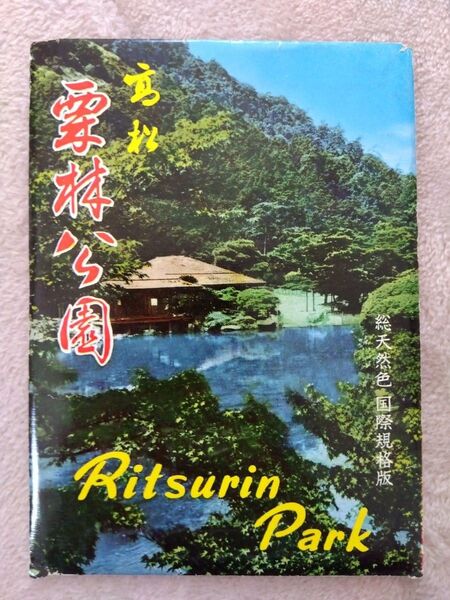 高松
栗林公園
総天然色 国際規格版
Ritsurin
Park